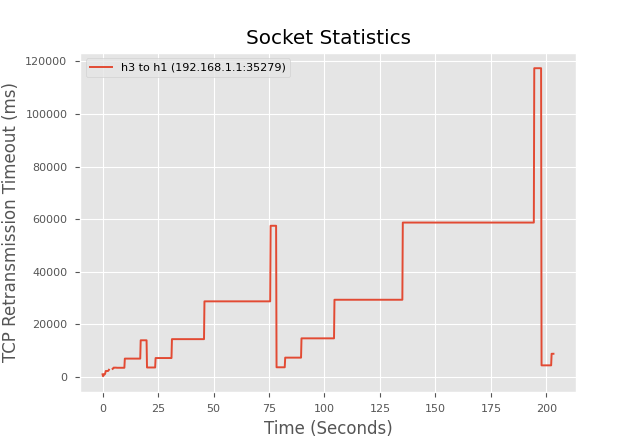 Socket Statistics
h3 to h1 (192.168.1.1:35279)
TCP Retransmission Timeout (ms)
120000
100000
80000
60000
40000
20000
0
0 25 50 75 100 125 150 175 200
Time (Seconds)